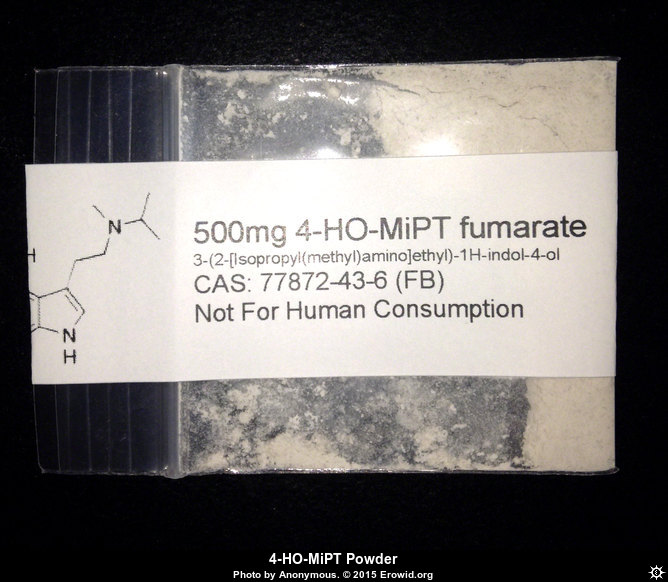 H
N
N
H
500mg 4-HO-MiPT fumarate
3-(2-[Isopropyl(methyl)amino]ethyl)-1H-indol-4-ol
CAS: 77872-43-6 (FB)
Not For Human Consumption
4-HO-MiPT Powder
Photo by Anonymous. © 2015 Erowid.org